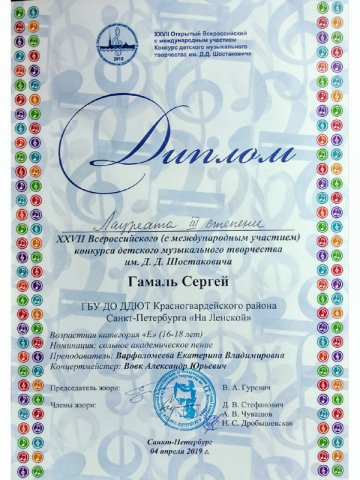 XXVII Открытый Всероссийский
с международным участием
Конкурс детского музыкального
творчества им. Д.Д. Шостаковича
2019
Диплом
Лауреата III степени
XXVII Всероссийского (с международным участием)
конкурса детского музыкального творчества
им. Д. Д. Шостаковича
Гамаль Сергей
ГБУ ДО ДДЮТ Красногвардейского района
Санкт-Петербурга «На Ленской»
Возрастная категория «Е» (16-18 лет)
Номинация: сольное академическое пение
Преподаватель: Варфоломеева Екатерина Владимировна
Концертмейстер: Вовк Александр Юрьевич
Председатель жюри: В. А. Гуревич
Члены жюри: Д. В. Стефанович
А. В. Чувашов
Н. С. Дробышевская
Санкт-Петербург
04 апреля 2019 г.